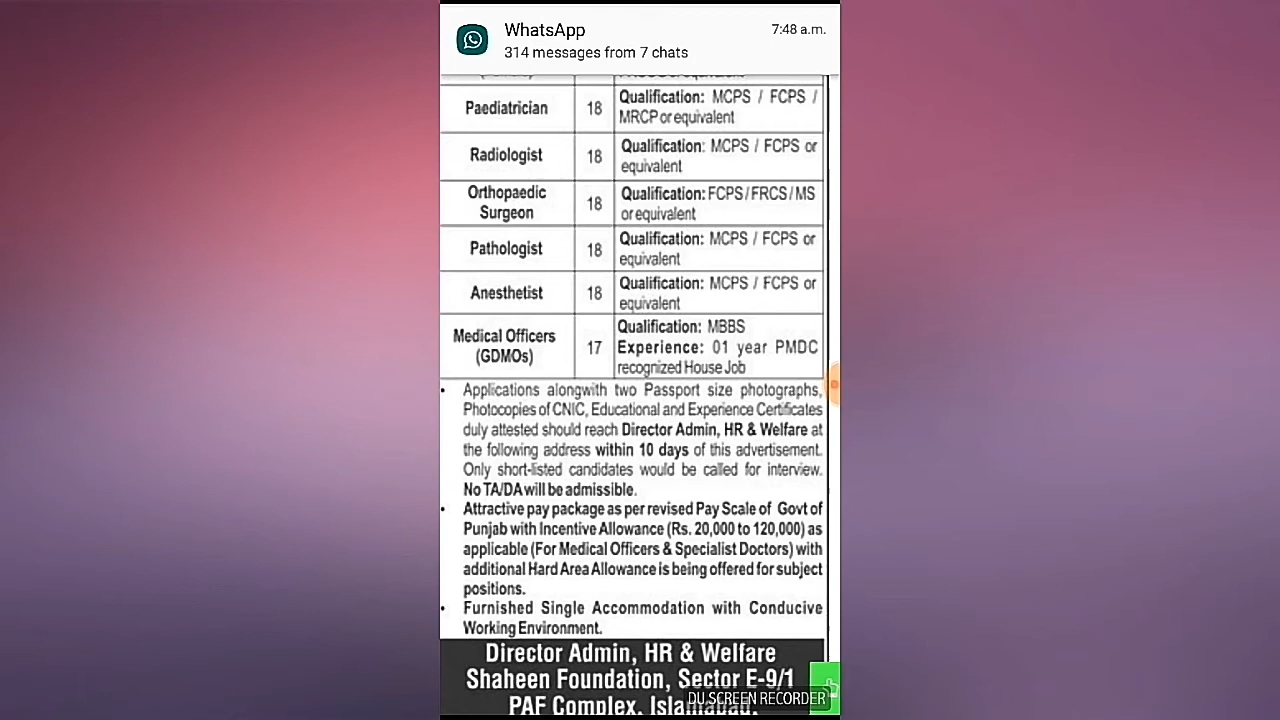 WhatsApp
7:48 a.m.
314 messages from 7 chats
Paediatrician
18
Qualification: MCPS / FCPS /
MRCP or equivalent
Radiologist
18
Qualification: MCPS / FCPS or
equivalent
Orthopaedic
Surgeon
18
Qualification: FCPS / FRCS / MS
or equivalent
Pathologist
18
Qualification: MCPS / FCPS or
equivalent
Anesthetist
18
Qualification: MCPS / FCPS or
equivalent
Medical Officers
(GDMOs)
17
Qualification: MBBS
Experience: 01 year PMDC
recognized House Job
• Applications alongwith two Passport size photographs,
Photocopies of CNIC, Educational and Experience Certificates
duly attested should reach Director Admin, HR & Welfare at
the following address within 10 days of this advertisement.
Only short-listed candidates would be called for interview.
No TA/DA will be admissible.
• Attractive pay package as per revised Pay Scale of Govt of
Punjab with Incentive Allowance (Rs. 20,000 to 120,000) as
applicable (For Medical Officers & Specialist Doctors) with
additional Hard Area Allowance is being offered for subject
positions.
• Furnished Single Accommodation with Conducive
Working Environment.
Director Admin, HR & Welfare
Shaheen Foundation, Sector E-9/1
PAF Complex, Islamabad.
DU SCREEN RECORDER